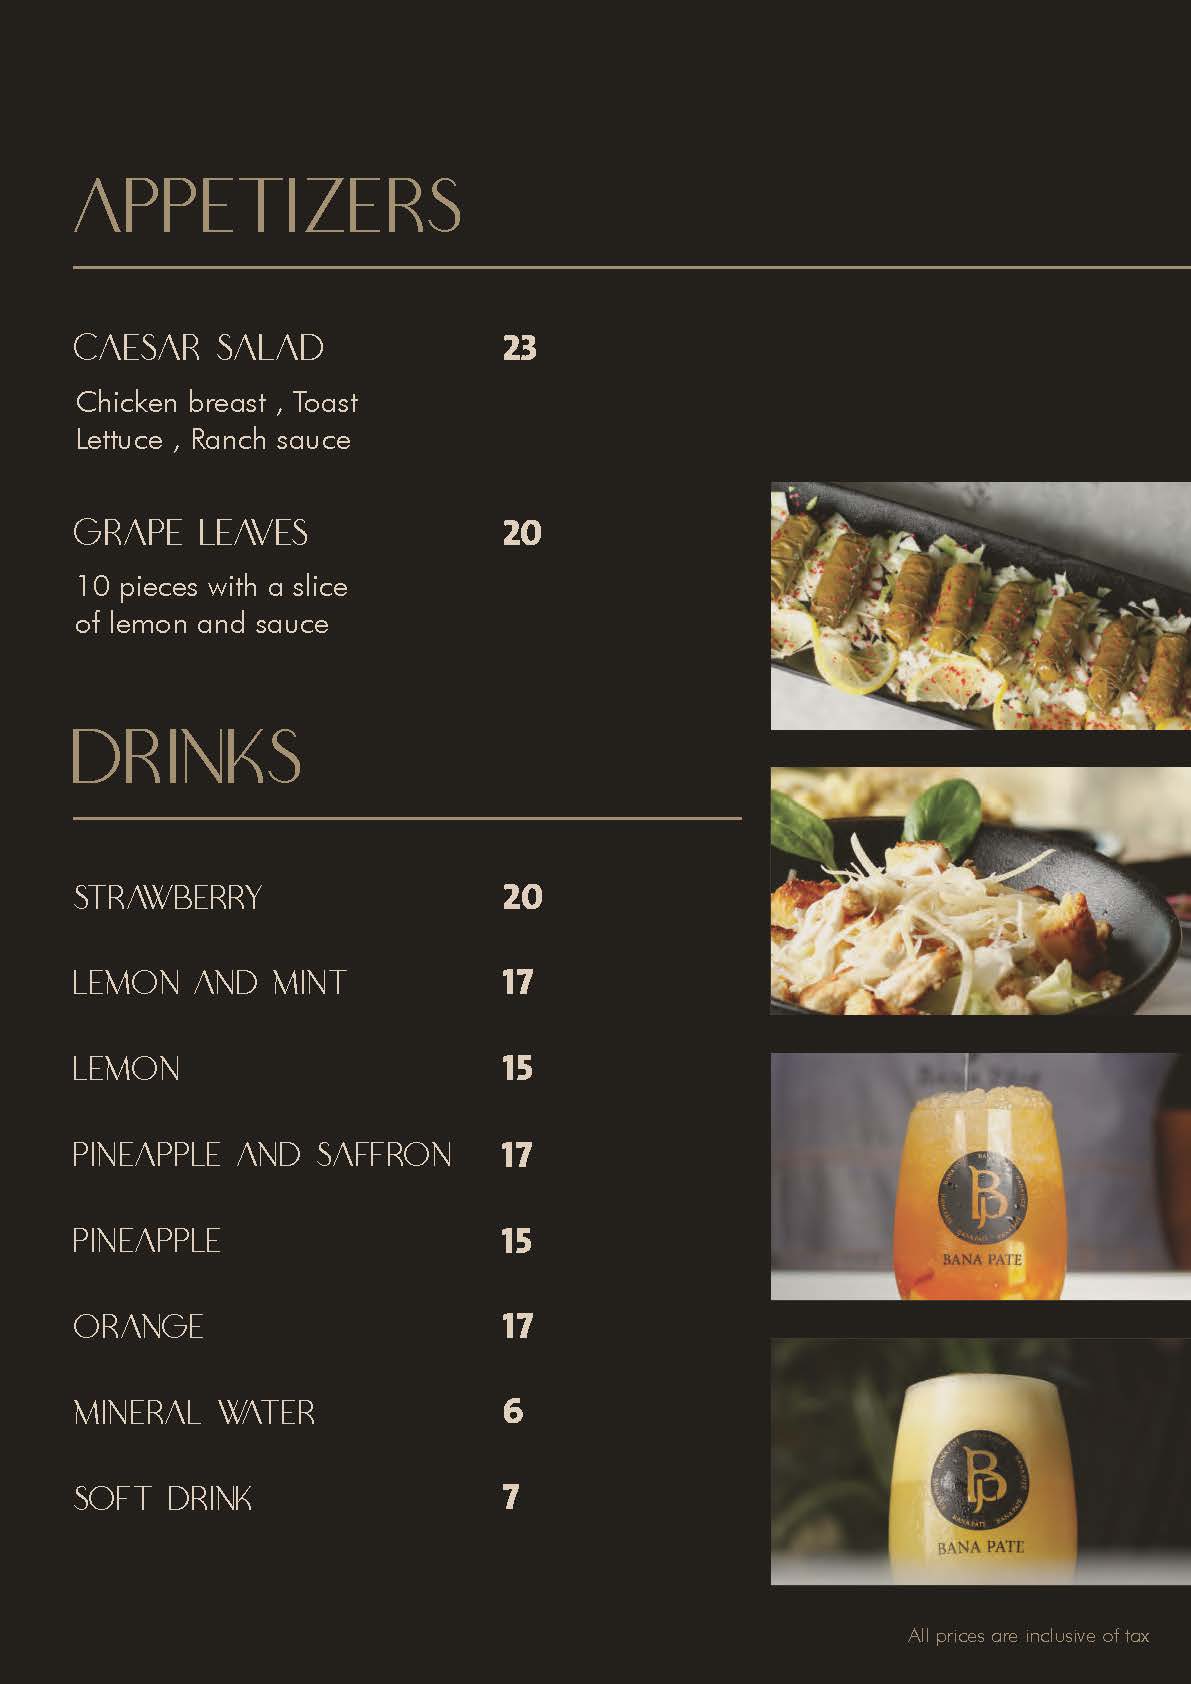 APPETIZERS
CAESAR SALAD 23
Chicken breast , Toast
Lettuce , Ranch sauce
GRAPE LEAVES 20
10 pieces with a slice
of lemon and sauce
DRINKS
STRAWBERRY 20
LEMON AND MINT 17
LEMON 15
PINEAPPLE AND SAFFRON 17
PINEAPPLE 15
ORANGE 17
MINERAL WATER 6
SOFT DRINK 7
BANA PATE
BANA PATE
All prices are inclusive of tax